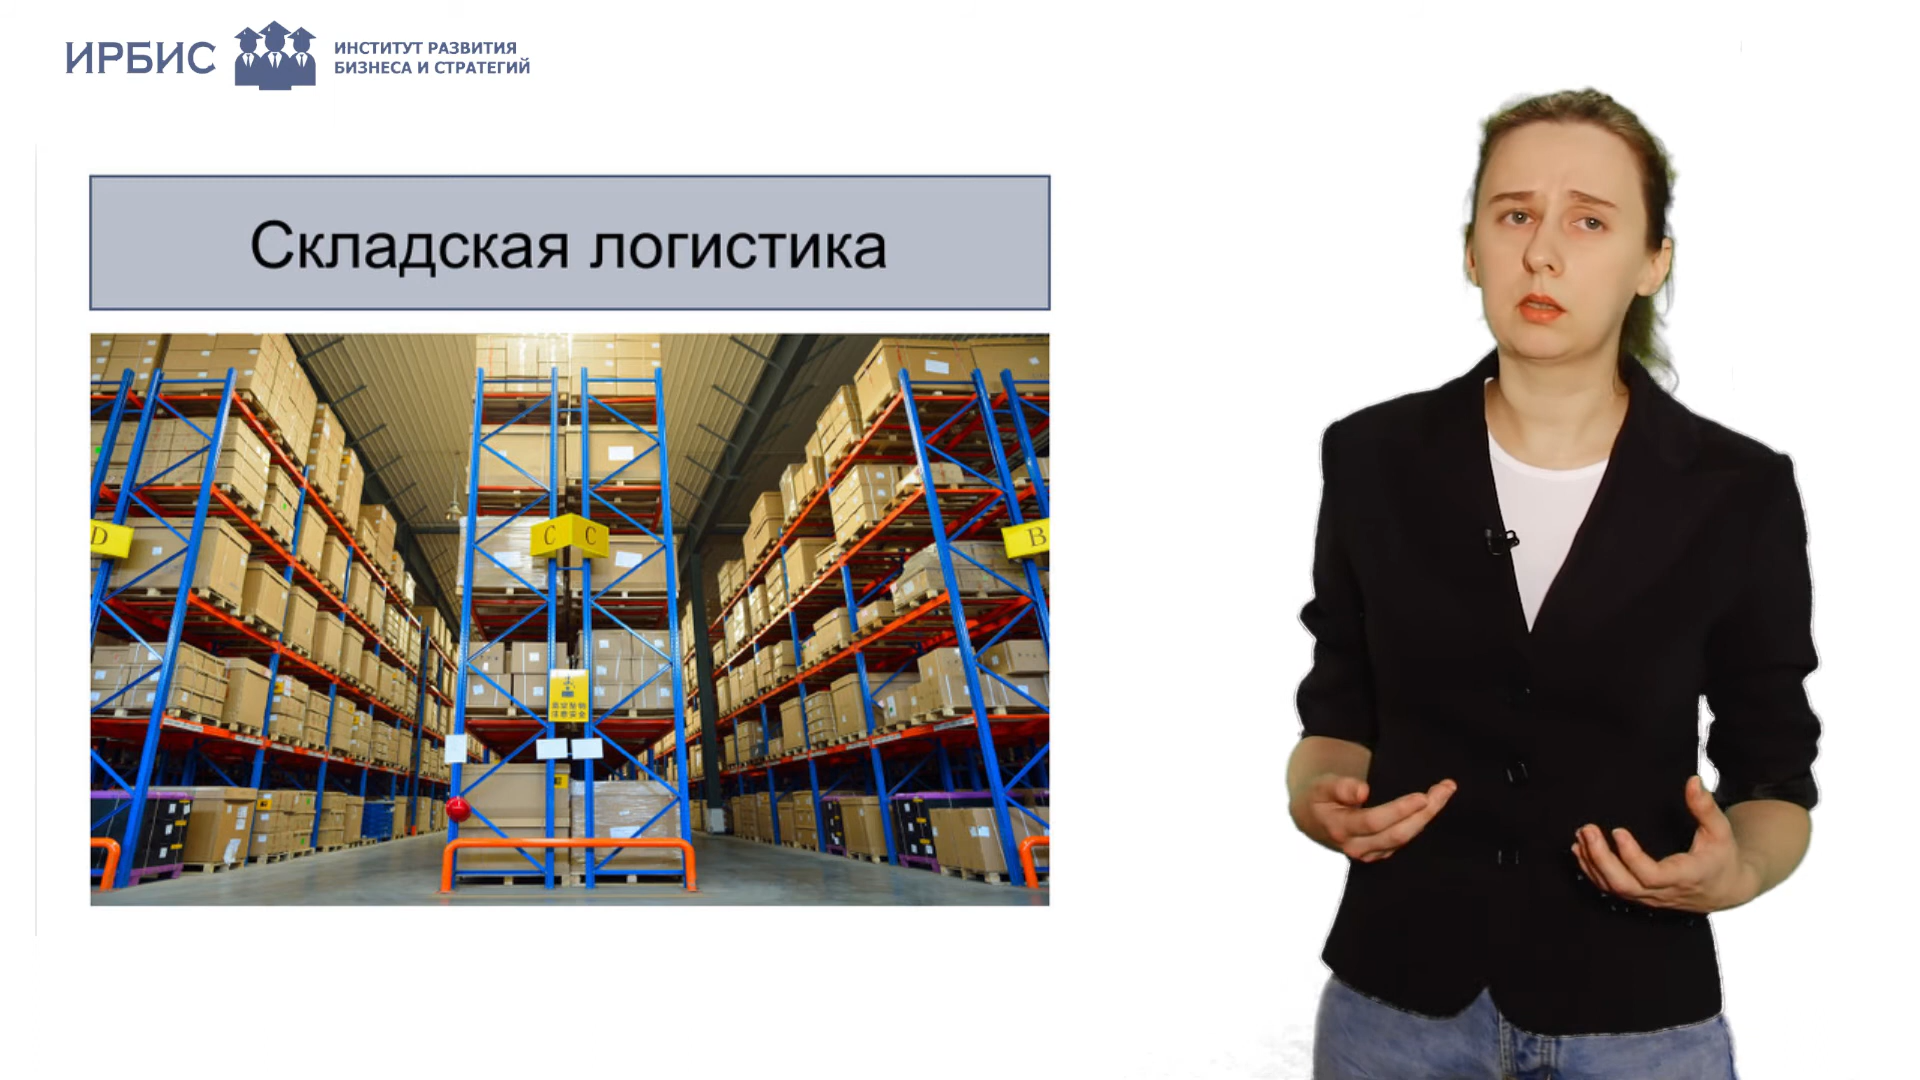 ИРБИС
ИНСТИТУТ РАЗВИТИЯ
БИЗНЕСА И СТРАТЕГИЙ
Складская логистика
D
C C
B